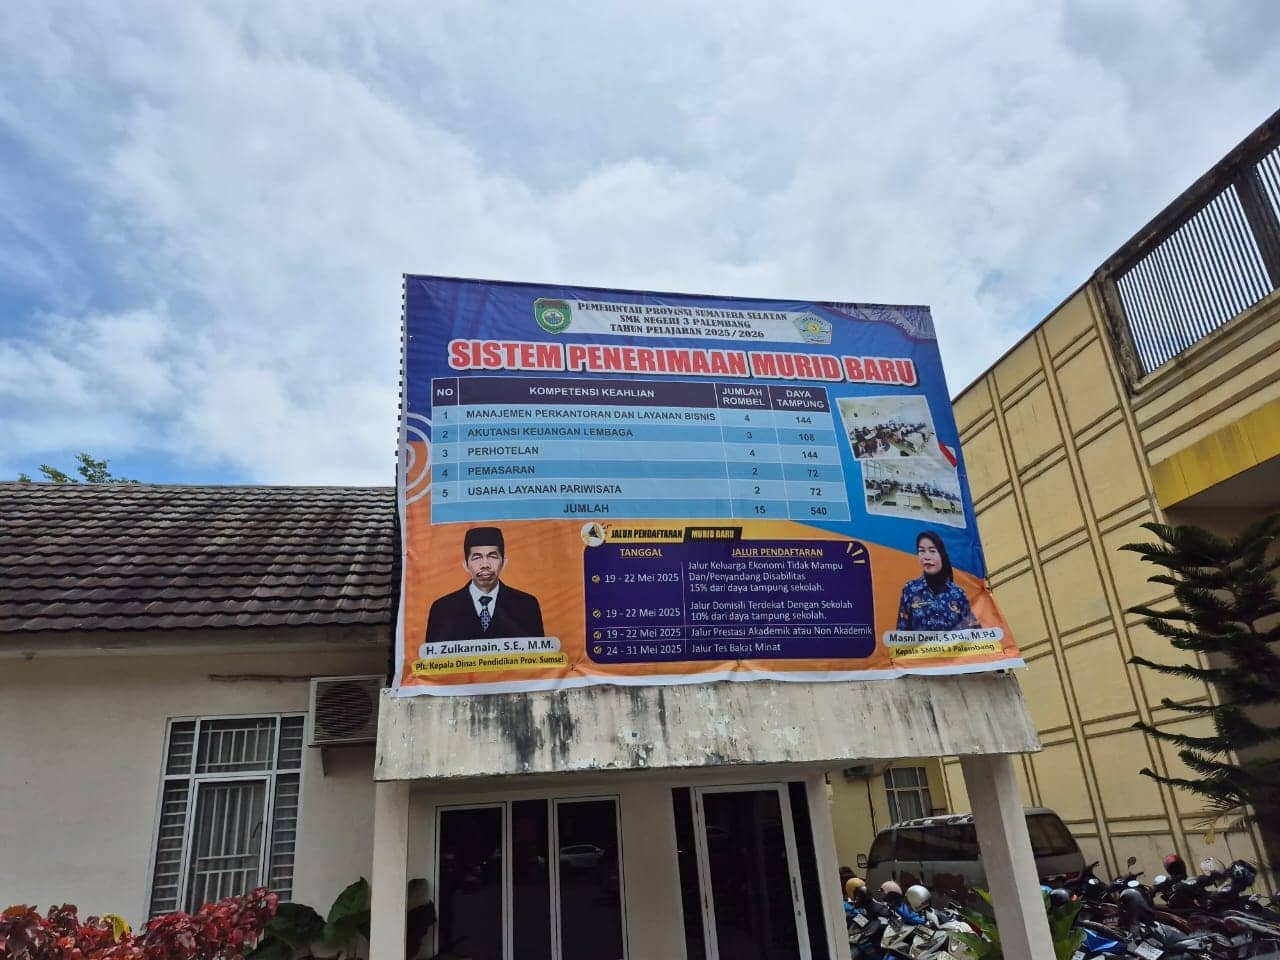 PEMERINTAH PROVINSI SUMATERA SELATAN
SMK NEGERI 3 PALEMBANG
TAHUN PELAJARAN 2025/2026
SISTEM PENERIMAAN MURID BARU
NO KOMPETENSI KEAHLIAN JUMLAH ROMBEL DAYA TAMPUNG
1 MANAJEMEN PERKANTORAN DAN LAYANAN BISNIS 4 144
2 AKUTANSI KEUANGAN LEMBAGA 3 108
3 PERHOTELAN 4 144
4 PEMASARAN 2 72
5 USAHA LAYANAN PARIWISATA 2 72
JUMLAH 15 540
JALUR PENDAFTARAN MURID BARU
TANGGAL JALUR PENDAFTARAN
19 - 22 Mei 2025 Jalur Keluarga Ekonomi Tidak Mampu
Dan/Penyandang Disabilitas
15% dari daya tampung sekolah.
19 - 22 Mei 2025 Jalur Domisili Terdekat Dengan Sekolah
10% dari daya tampung sekolah.
19 - 22 Mei 2025 Jalur Prestasi Akademik atau Non Akademik
24 - 31 Mei 2025 Jalur Tes Bakat Minat
H. Zulkarnain, S.E., M.M.
Plt. Kepala Dinas Pendidikan Prov. Sumsel
Masni Dewi, S.Pd., M.Pd
Kepala SMKN 3 Palembang